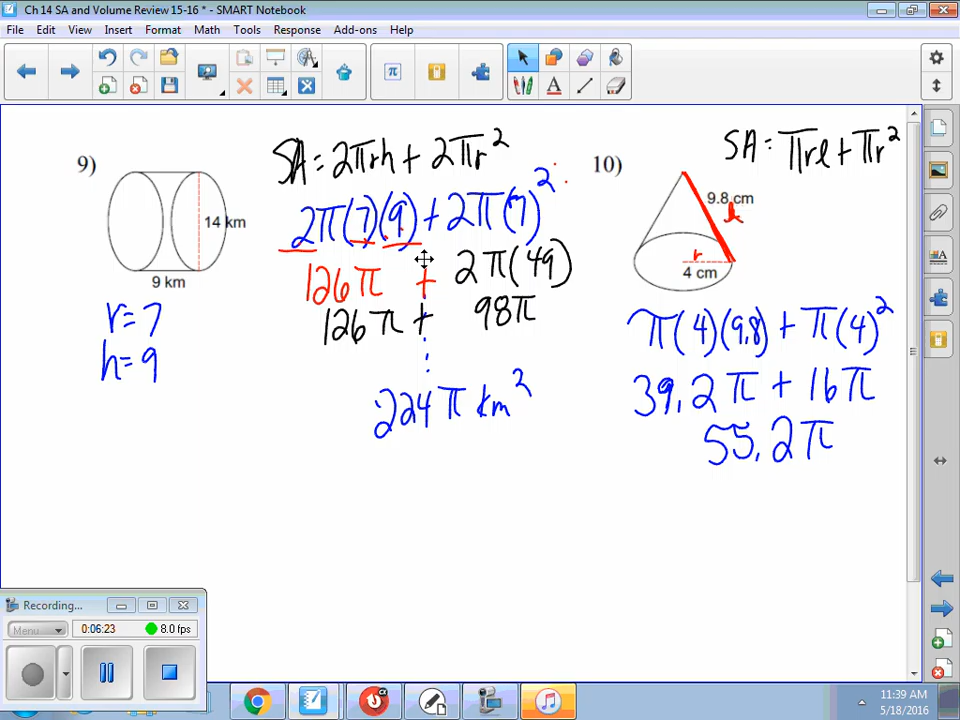 Ch 14 SA and Volume Review 15-16 * - SMART Notebook
File Edit View Insert Format Math Tools Response Add-ons Help
9)
SA = 2πrh + 2πr²
2π(7)(9) + 2π(7)²
126π + 2π(49)
126π + 98π
224π km²
14 km
9 km
r = 7
h = 9
10)
SA = πrl + πr²
9.8 cm
l
r
4 cm
π(4)(9.8) + π(4)²
39.2π + 16π
55.2π
Recording...
Menu 0:06:23 8.0 fps
11:39 AM
5/18/2016